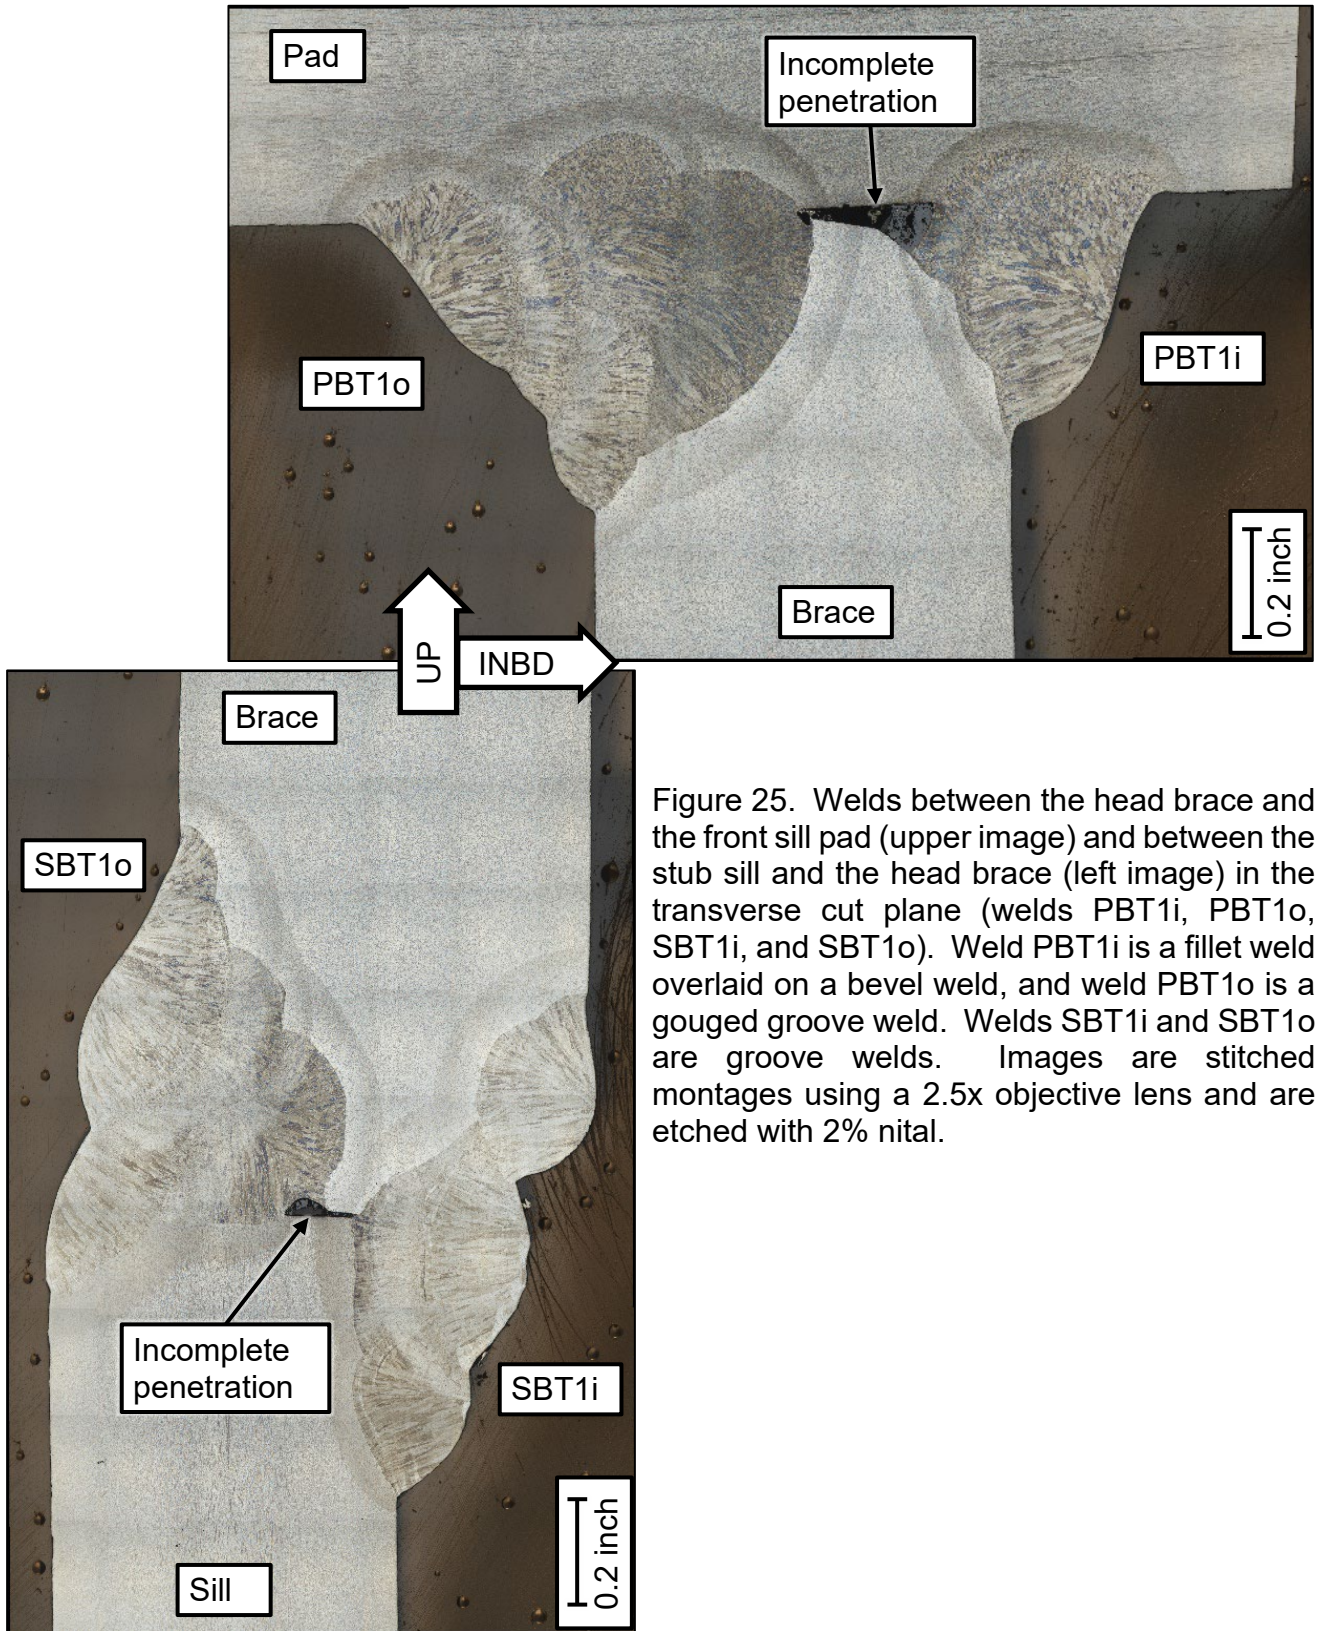 Pad
Incomplete
penetration
PBT1o
PBT1i
0.2 inch
Brace
UP
INBD
Brace
SBT1o
Incomplete
penetration
SBT1i
0.2 inch
Sill
Figure 25. Welds between the head brace and
the front sill pad (upper image) and between the
stub sill and the head brace (left image) in the
transverse cut plane (welds PBT1i, PBT1o,
SBT1i, and SBT1o). Weld PBT1i is a fillet weld
overlaid on a bevel weld, and weld PBT1o is a
gouged groove weld. Welds SBT1i and SBT1o
are groove welds. Images are stitched
montages using a 2.5x objective lens and are
etched with 2% nital.